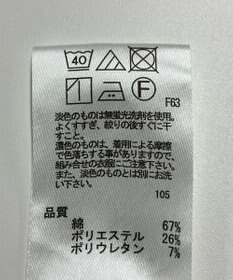 40
F
F63
淡色のものは無蛍光洗剤を使用。
よくすすぎ、絞りの後すぐに干
すこと。
濃色のものは、着用による摩擦
で色落ちする事がありますので、
組み合せの衣類にご注意下さい。
また、淡色のものとは別にお洗
い下さい。
105
品質
綿 67%
ポリエステル 26%
ポリウレタン 7%